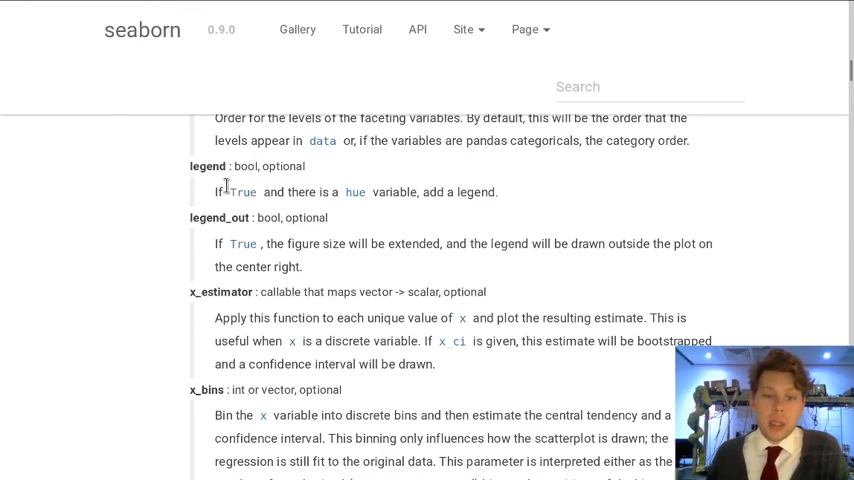 seaborn 0.9.0 Gallery Tutorial API Site Page
Search
Order for the levels of the faceting variables. By default, this will be the order that the
levels appear in data or, if the variables are pandas categoricals, the category order.
legend : bool, optional
If True and there is a hue variable, add a legend.
legend_out : bool, optional
If True , the figure size will be extended, and the legend will be drawn outside the plot on
the center right.
x_estimator : callable that maps vector -> scalar, optional
Apply this function to each unique value of x and plot the resulting estimate. This is
useful when x is a discrete variable. If x_ci is given, this estimate will be bootstrapped
and a confidence interval will be drawn.
x_bins : int or vector, optional
Bin the x variable into discrete bins and then estimate the central tendency and a
confidence interval. This binning only influences how the scatterplot is drawn; the
regression is still fit to the original data. This parameter is interpreted either as the